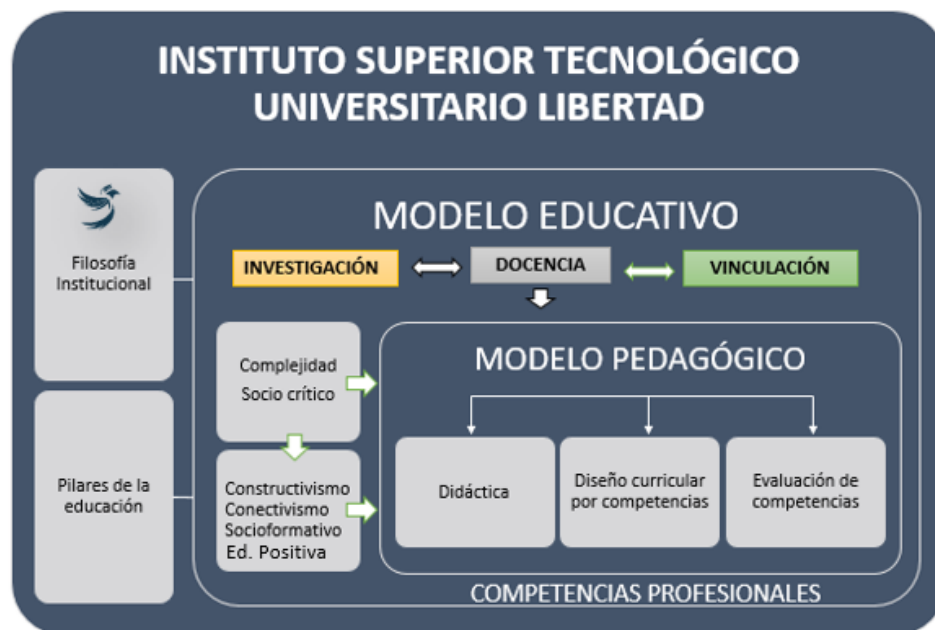 INSTITUTO SUPERIOR TECNOLÓGICO
UNIVERSITARIO LIBERTAD
Filosofía
Institucional
Pilares de la
educación
MODELO EDUCATIVO
INVESTIGACIÓN
DOCENCIA
VINCULACIÓN
Complejidad
Socio crítico
Constructivismo
Conectivismo
Socioformativo
Ed. Positiva
MODELO PEDAGÓGICO
Didáctica
Diseño curricular
por competencias
Evaluación de
competencias
COMPETENCIAS PROFESIONALES